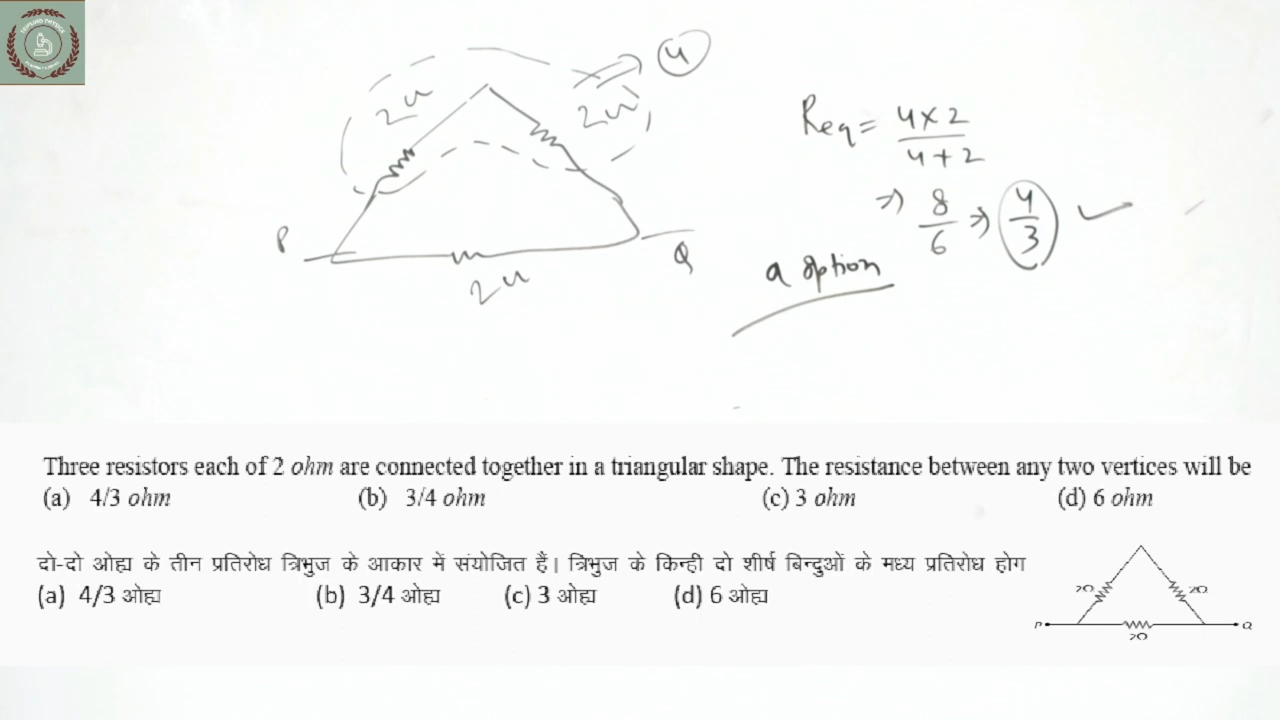 2u
2u
4
P
Q
2u
Req = 4×2
4+2
⇒ 8/6 ⇒ 4/3 ✓
a option
Three resistors each of 2 ohm are connected together in a triangular shape. The resistance between any two vertices will be
(a) 4/3 ohm (b) 3/4 ohm (c) 3 ohm (d) 6 ohm
दो-दो ओह्म के तीन प्रतिरोध त्रिभुज के आकार में संयोजित हैं। त्रिभुज के किन्ही दो शीर्ष बिन्दुओं के मध्य प्रतिरोध होग
(a) 4/3 ओह्म (b) 3/4 ओह्म (c) 3 ओह्म (d) 6 ओह्म
2Ω 2Ω
P Q
2Ω